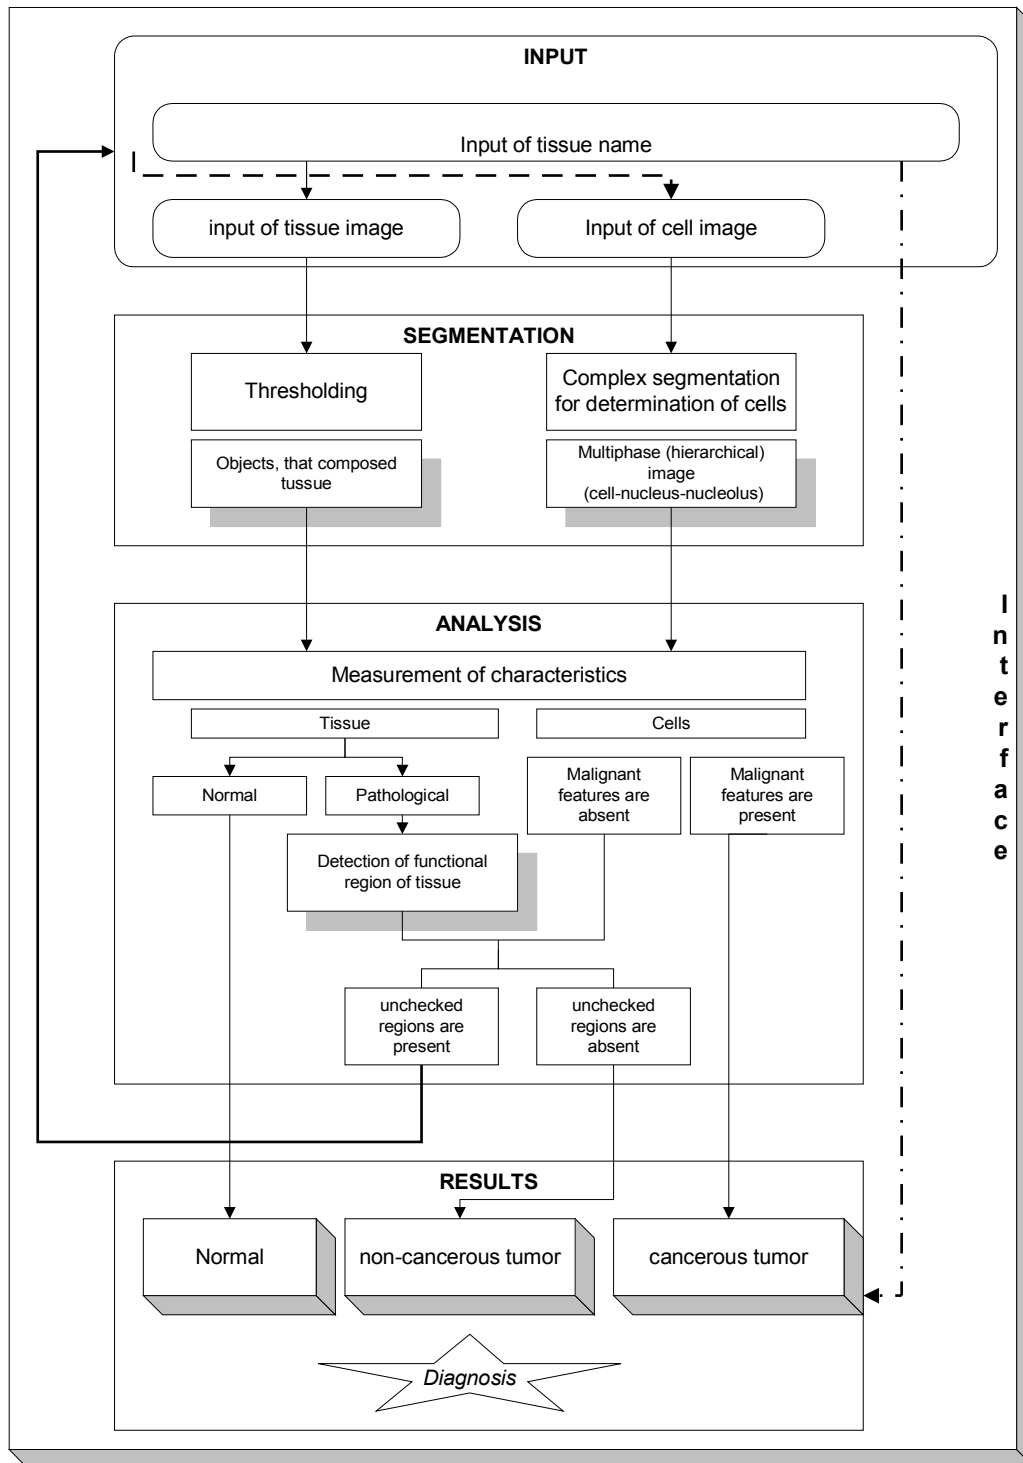 INPUT
Input of tissue name
input of tissue image
Input of cell image
SEGMENTATION
Thresholding
Complex segmentation
for determination of cells
Objects, that composed
tussue
Multiphase (hierarchical)
image
(cell-nucleus-nucleolus)
ANALYSIS
Measurement of characteristics
Tissue
Cells
Normal
Pathological
Malignant
features are
absent
Malignant
features are
present
Detection of functional
region of tissue
unchecked
regions are
present
unchecked
regions are
absent
RESULTS
Normal
non-cancerous tumor
cancerous tumor
Diagnosis
Interface